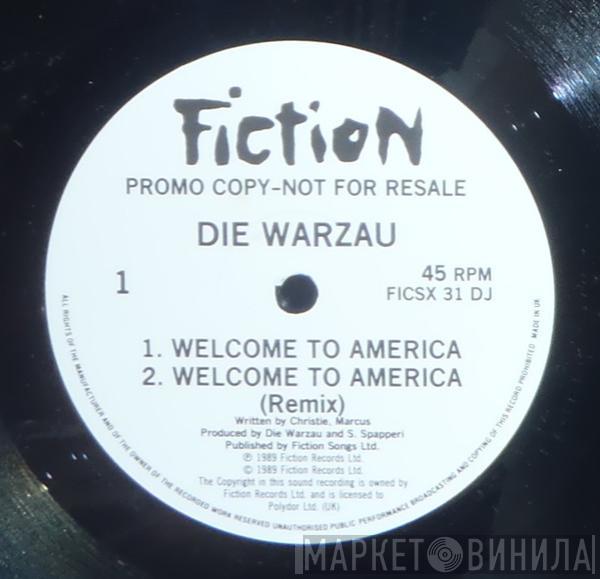 Fiction
PROMO COPY-NOT FOR RESALE
DIE WARZAU
1
45 RPM
FICSX 31 DJ
1. WELCOME TO AMERICA
2. WELCOME TO AMERICA
(Remix)
Written by Christie, Marcus
Produced by Die Warzau and S. Spapperi
Published by Fiction Songs Ltd.
℗ 1989 Fiction Records Ltd.
© 1989 Fiction Records Ltd.
The Copyright in this sound recording is owned by
Fiction Records Ltd. and is licensed to
Polydor Ltd. (UK)
ALL RIGHTS OF THE MANUFACTURER AND OF THE OWNER OF THE RECORDED WORK RESERVED UNAUTHORISED PUBLIC PERFORMANCE BROADCASTING AND COPYING OF THIS RECORD PROHIBITED MADE IN UK
МАРКЕТ ВИНИЛА